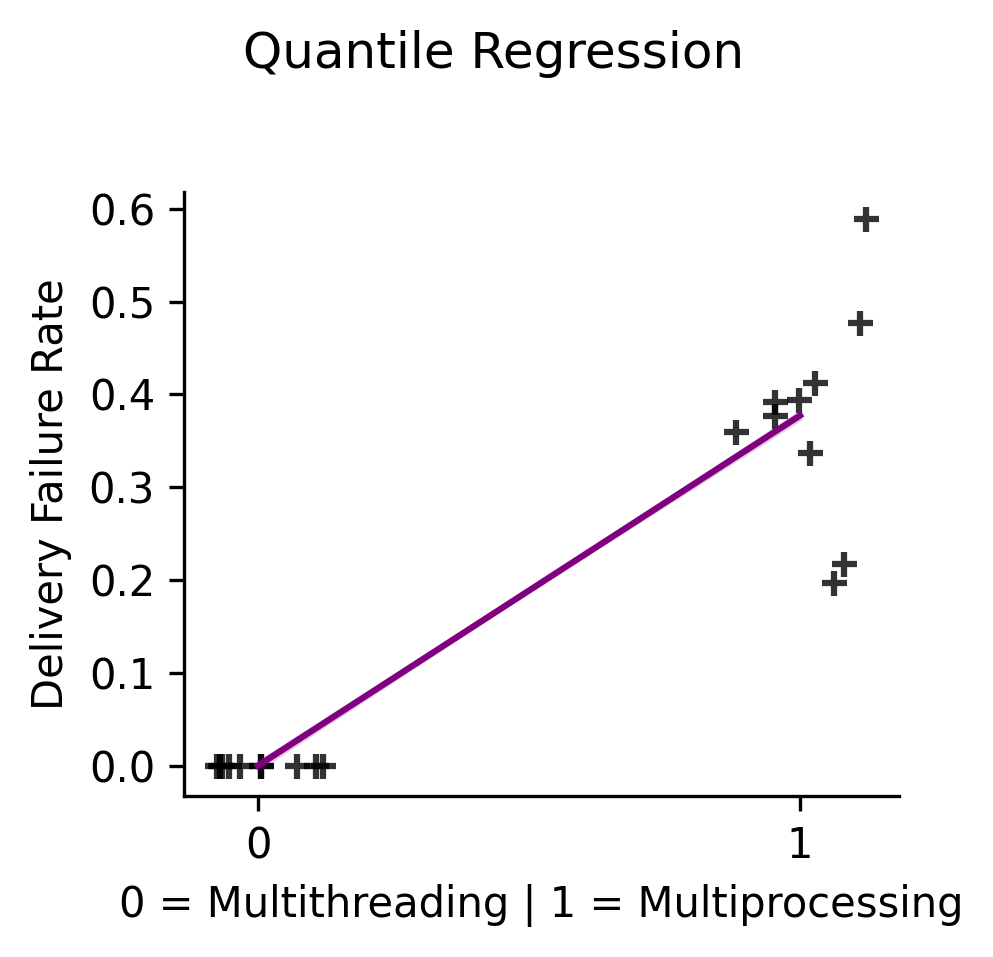 Quantile Regression
0.6
0.5
0.4
0.3
0.2
0.1
0.0
Delivery Failure Rate
0 1
0 = Multithreading | 1 = Multiprocessing